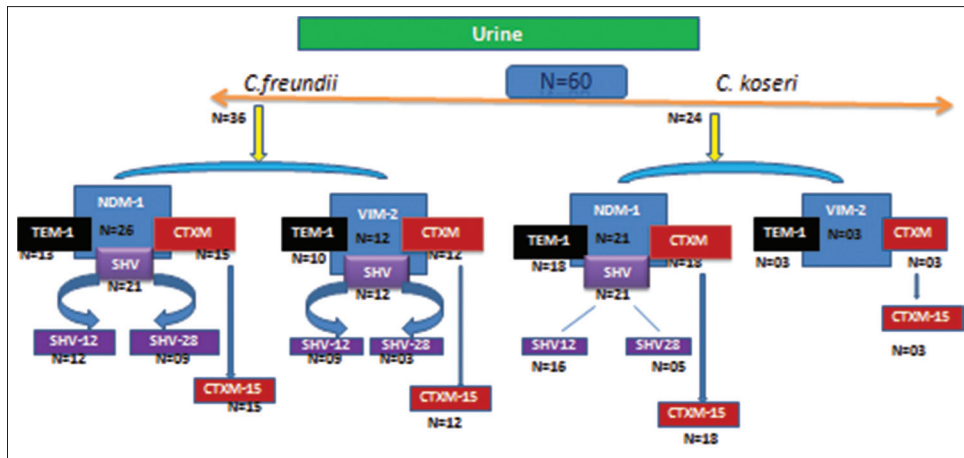 Urine
N=60
C.freundii
C. koseri
N=36
N=24
NDM-1
N=26
TEM-1
N=13
CTXM
N=15
SHV
N=21
SHV-12
N=12
SHV-28
N=09
CTXM-15
N=15
VIM-2
N=12
TEM-1
N=10
CTXM
N=12
SHV
N=12
SHV-12
N=09
SHV-28
N=03
CTXM-15
N=12
NDM-1
N=21
TEM-1
N=18
CTXM
N=18
SHV
N=21
SHV12
N=16
SHV28
N=05
CTXM-15
N=18
VIM-2
N=03
TEM-1
N=03
CTXM
N=03
CTXM-15
N=03